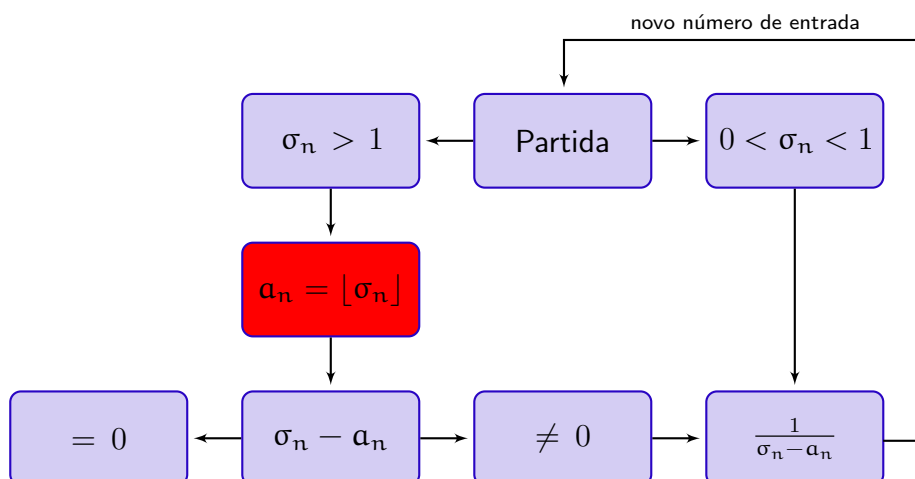 novo número de entrada
σₙ > 1
Partida
0 < σₙ < 1
aₙ = ⌊σₙ⌋
= 0
σₙ − aₙ
≠ 0
1/(σₙ−aₙ)